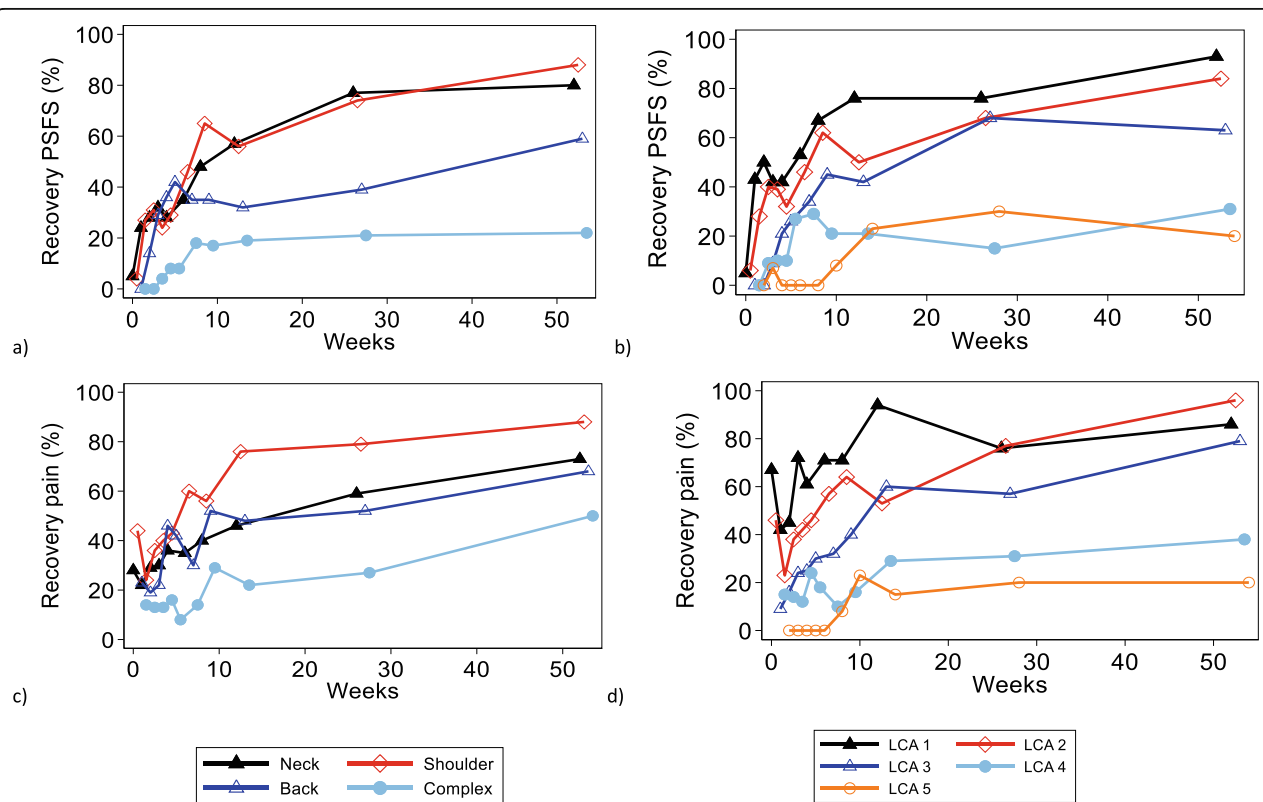 Recovery PSFS (%)
100
80
60
40
20
0
0 10 20 30 40 50
Weeks
a)
Recovery PSFS (%)
100
80
60
40
20
0
0 10 20 30 40 50
Weeks
b)
Recovery pain (%)
100
80
60
40
20
0
0 10 20 30 40 50
Weeks
c)
Recovery pain (%)
100
80
60
40
20
0
0 10 20 30 40 50
Weeks
d)
Neck Shoulder
Back Complex
LCA 1 LCA 2
LCA 3 LCA 4
LCA 5